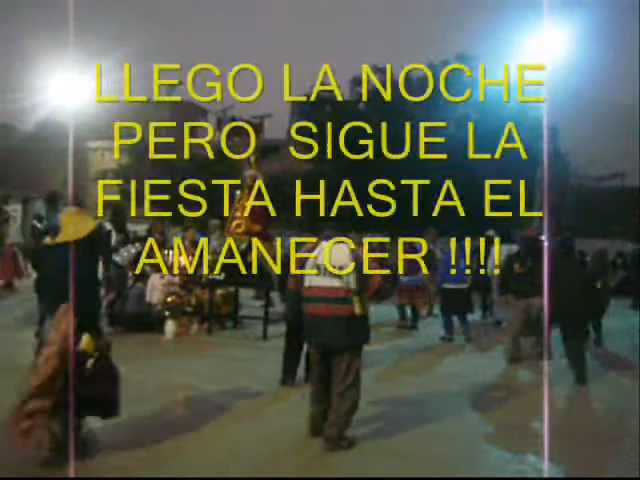 LLEGO LA NOCHE
PERO  SIGUE LA
FIESTA HASTA EL
AMANECER !!!!